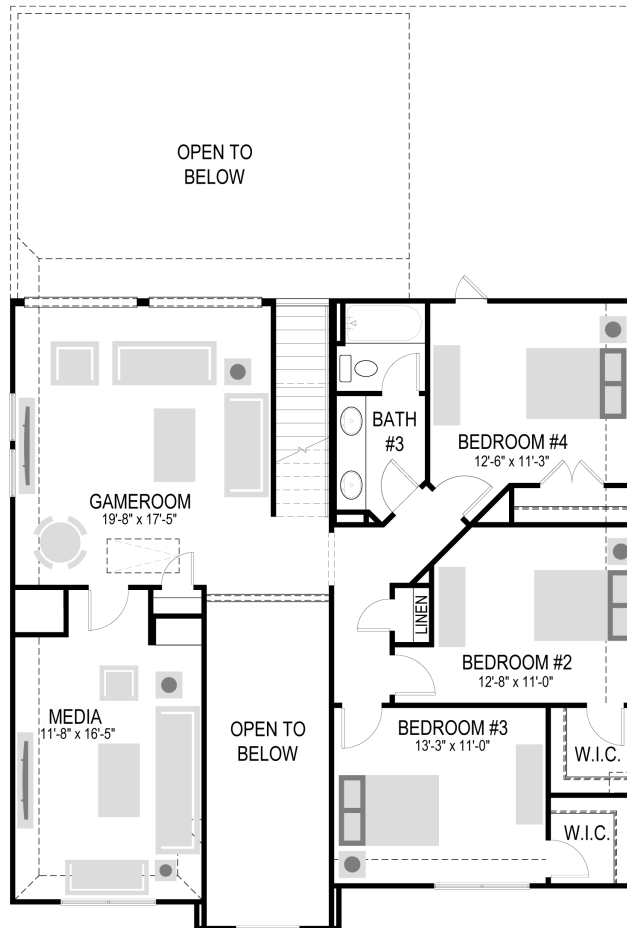 OPEN TO
BELOW
BATH
#3
BEDROOM #4
12'-6" x 11'-3"
GAMEROOM
19'-8" x 17'-5"
LINEN
BEDROOM #2
12'-8" x 11'-0"
MEDIA
11'-8" x 16'-5"
OPEN TO
BELOW
BEDROOM #3
13'-3" x 11'-0"
W.I.C.
W.I.C.